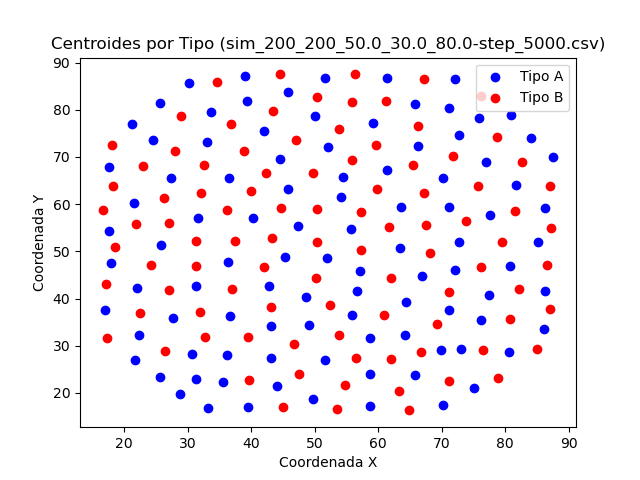 Centroides por Tipo (sim_200_200_50.0_30.0_80.0-step_5000.csv)
90
80
70
60
50
40
30
20
Coordenada Y
Tipo A
Tipo B
20 30 40 50 60 70 80 90
Coordenada X